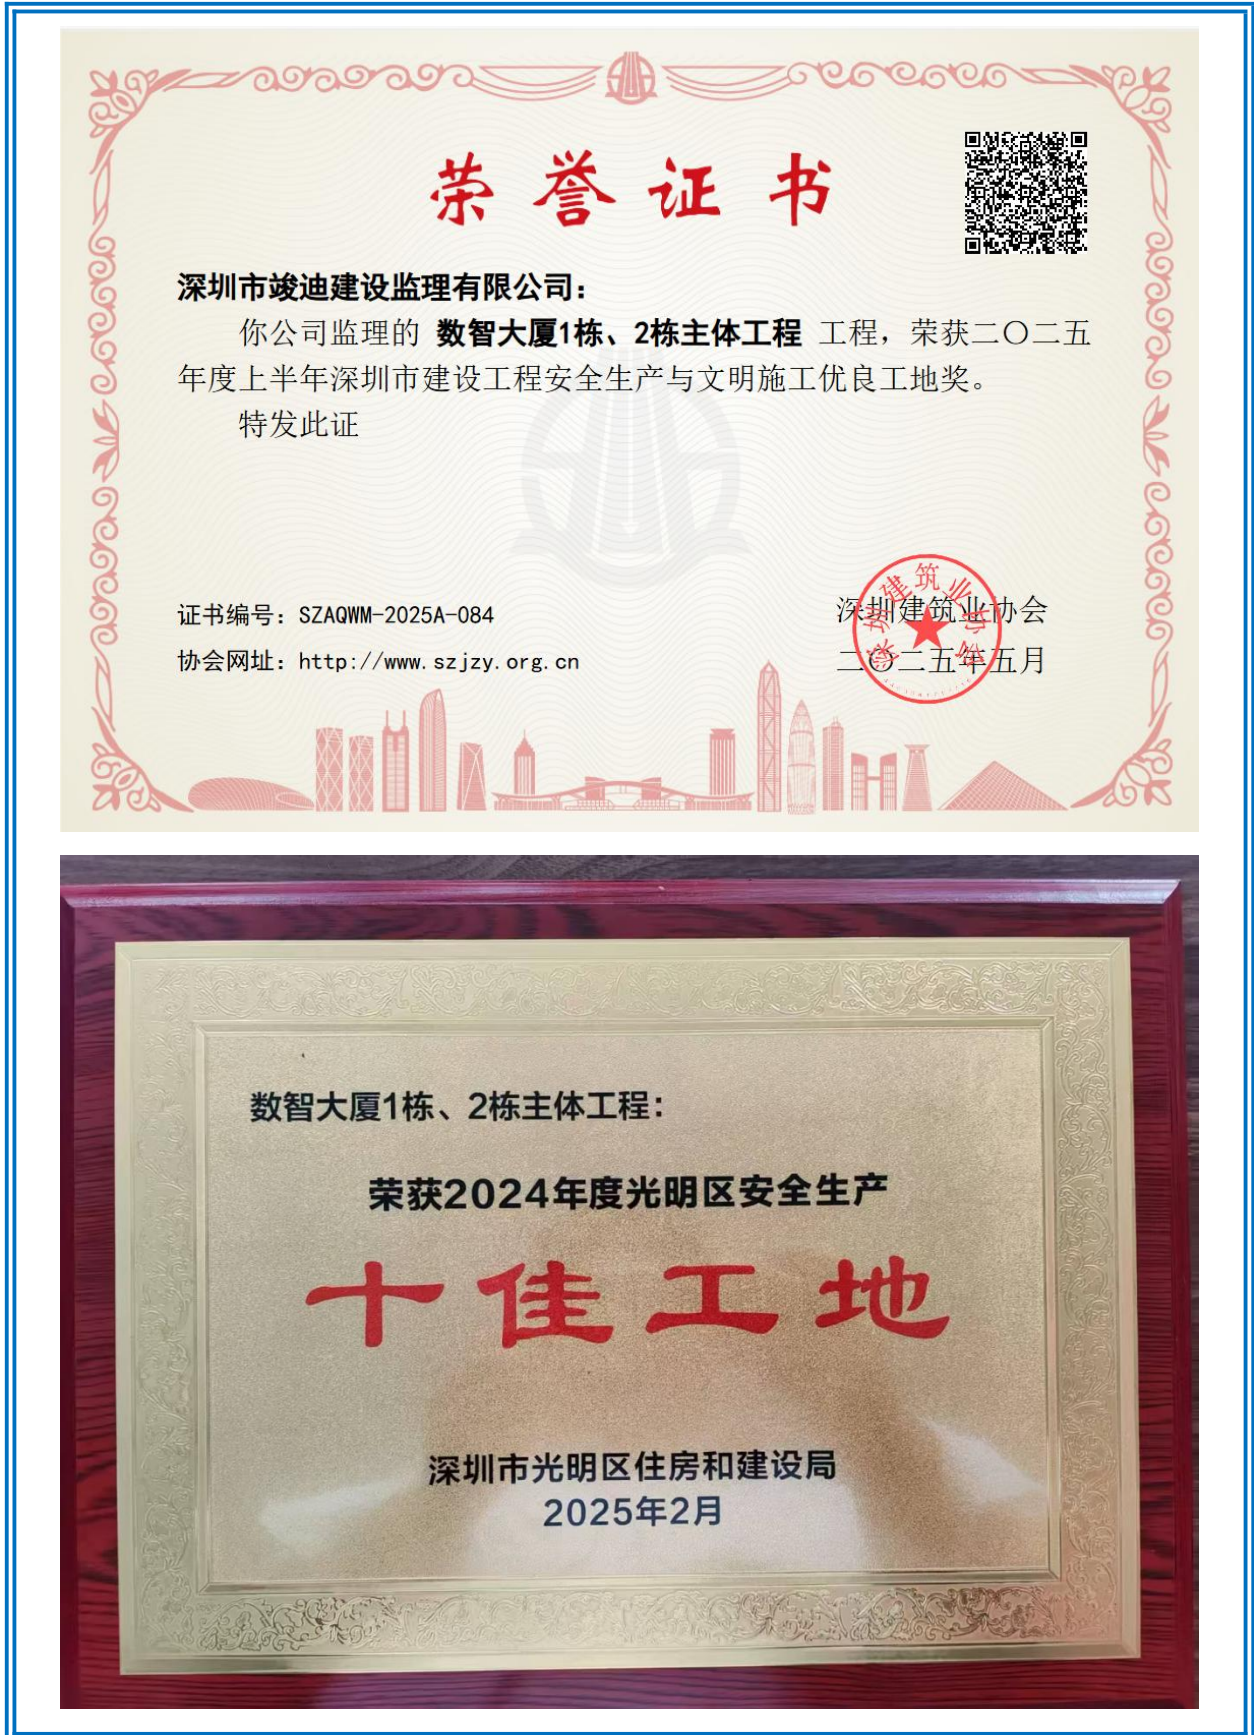 荣誉证书
深圳市竣迪建设监理有限公司：
你公司监理的 数智大厦1栋、2栋主体工程 工程，荣获二〇二五
年度上半年深圳市建设工程安全生产与文明施工优良工地奖。
特发此证
证书编号：SZAQWM-2025A-084
协会网址：http://www.szjzy.org.cn
深圳建筑业协会
二〇二五年五月
深圳建筑业协会
数智大厦1栋、2栋主体工程：
荣获2024年度光明区安全生产
十佳工地
深圳市光明区住房和建设局
2025年2月